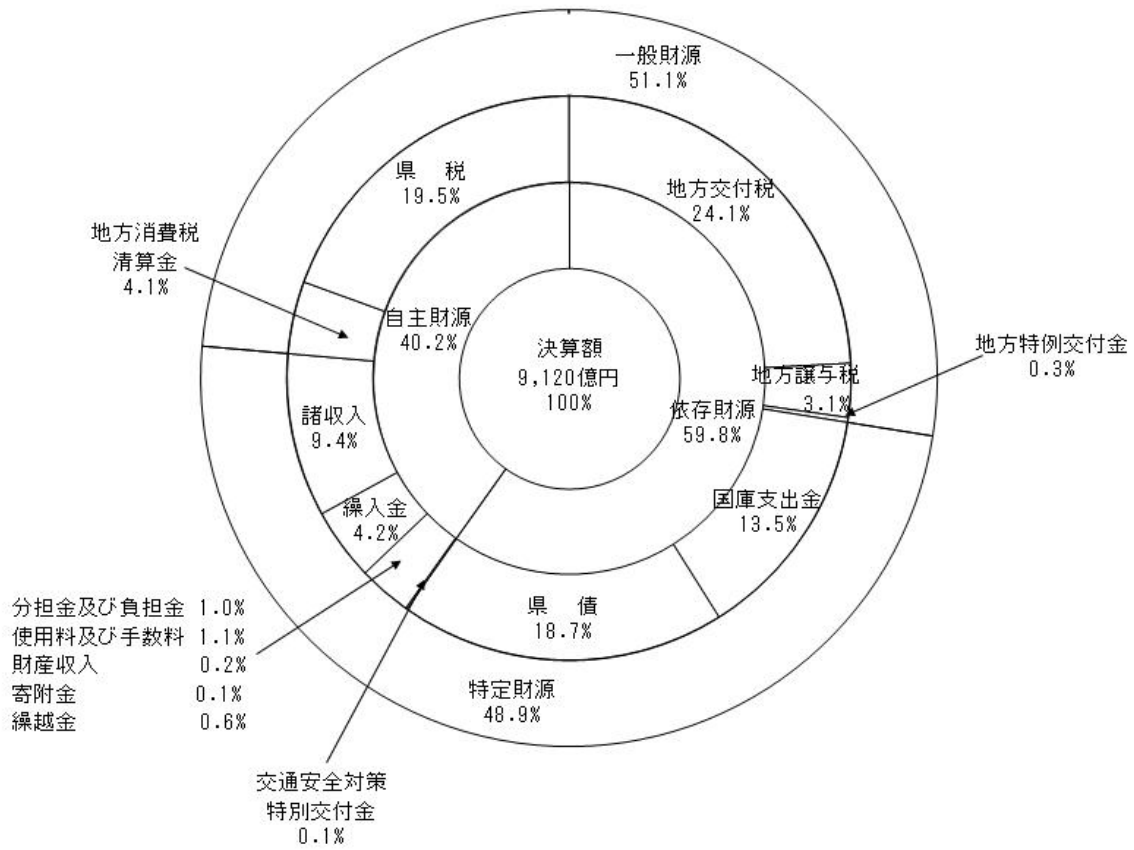 一般財源
51.1%
県 税
19.5%
地方交付税
24.1%
地方消費税
清算金
4.1%
自主財源
40.2%
決算額
9,120億円
100%
地方特例交付金
0.3%
地方譲与税
3.1%
依存財源
59.8%
諸収入
9.4%
繰入金
4.2%
国庫支出金
13.5%
県 債
18.7%
分担金及び負担金 1.0%
使用料及び手数料 1.1%
財産収入 0.2%
寄附金 0.1%
繰越金 0.6%
特定財源
48.9%
交通安全対策
特別交付金
0.1%